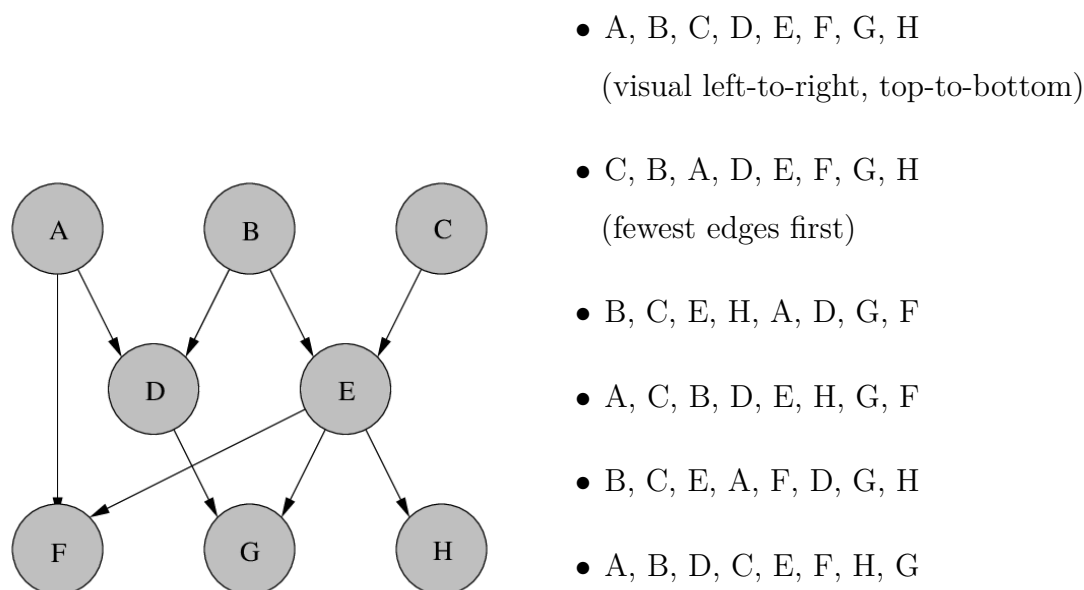 A B C
D E
F G H
• A, B, C, D, E, F, G, H
(visual left-to-right, top-to-bottom)
• C, B, A, D, E, F, G, H
(fewest edges first)
• B, C, E, H, A, D, G, F
• A, C, B, D, E, H, G, F
• B, C, E, A, F, D, G, H
• A, B, D, C, E, F, H, G